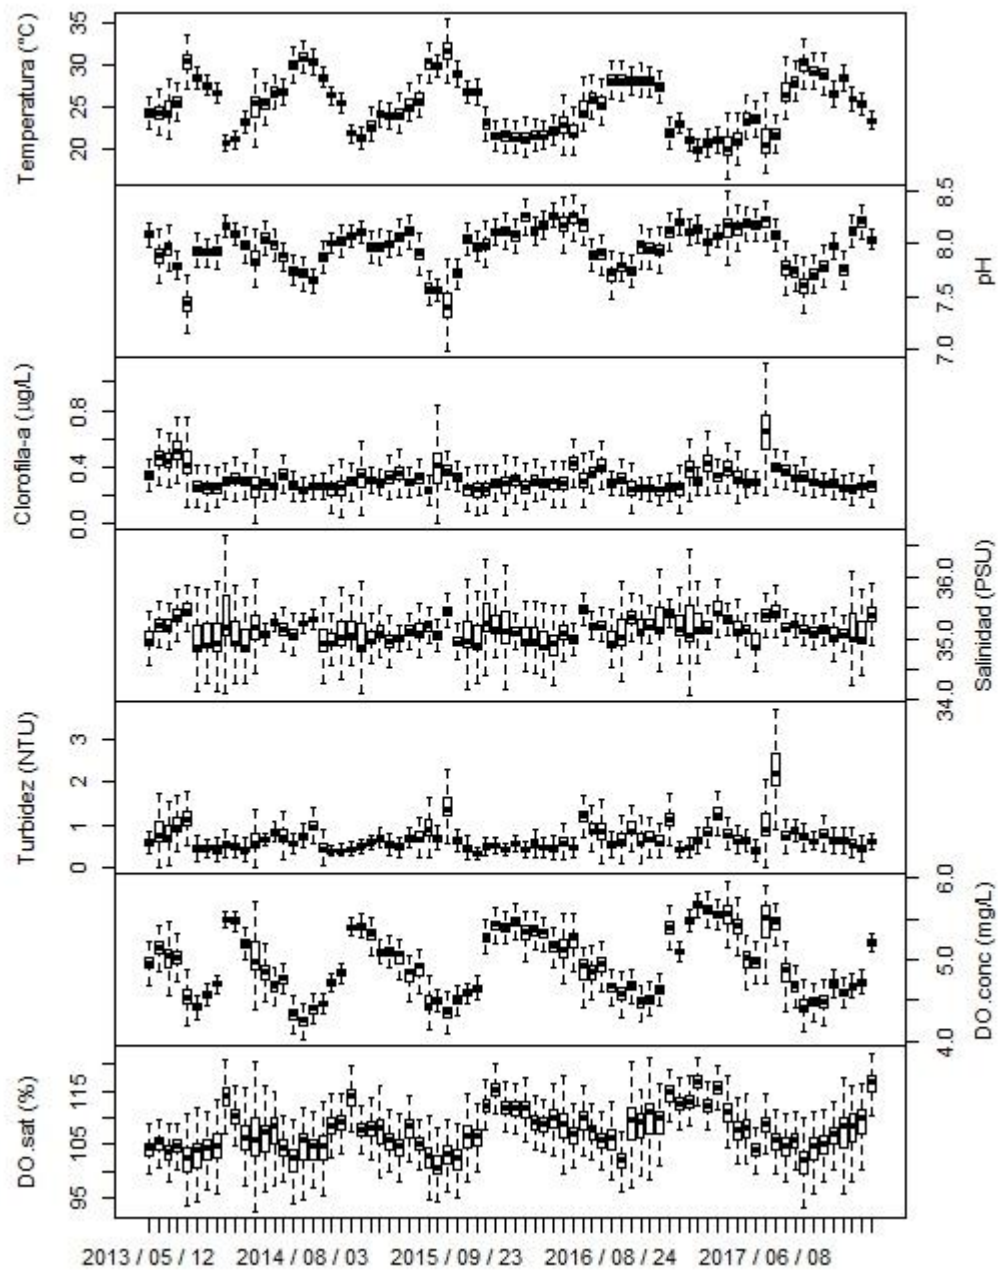 Temperatura (°C)
20 25 30 35
pH
7.0 7.5 8.0 8.5
Clorofila-a (µg/L)
0.0 0.4 0.8
Salinidad (PSU)
34.0 35.0 36.0
Turbidez (NTU)
0 1 2 3
DO.conc (mg/L)
4.0 5.0 6.0
DO.sat (%)
95 105 115
2013 / 05 / 12 2014 / 08 / 03 2015 / 09 / 23 2016 / 08 / 24 2017 / 06 / 08